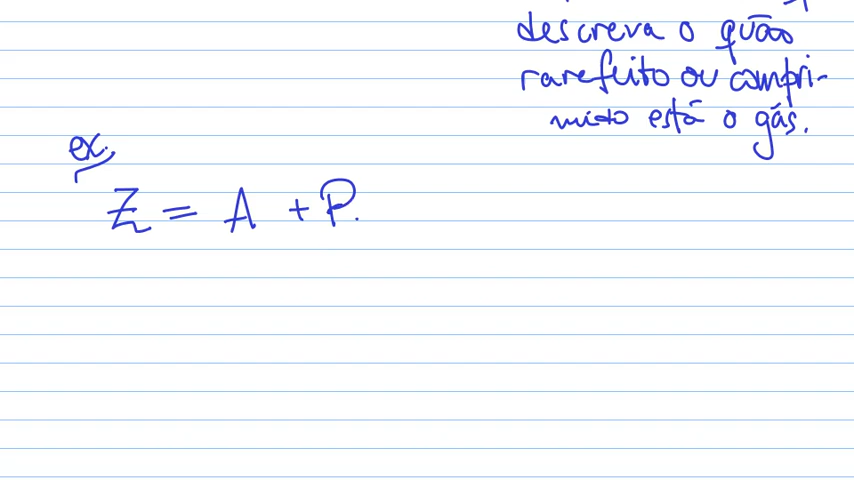 descreva o quão
rarefeito ou compri-
mido está o gás.
ex.
Z = A + P.